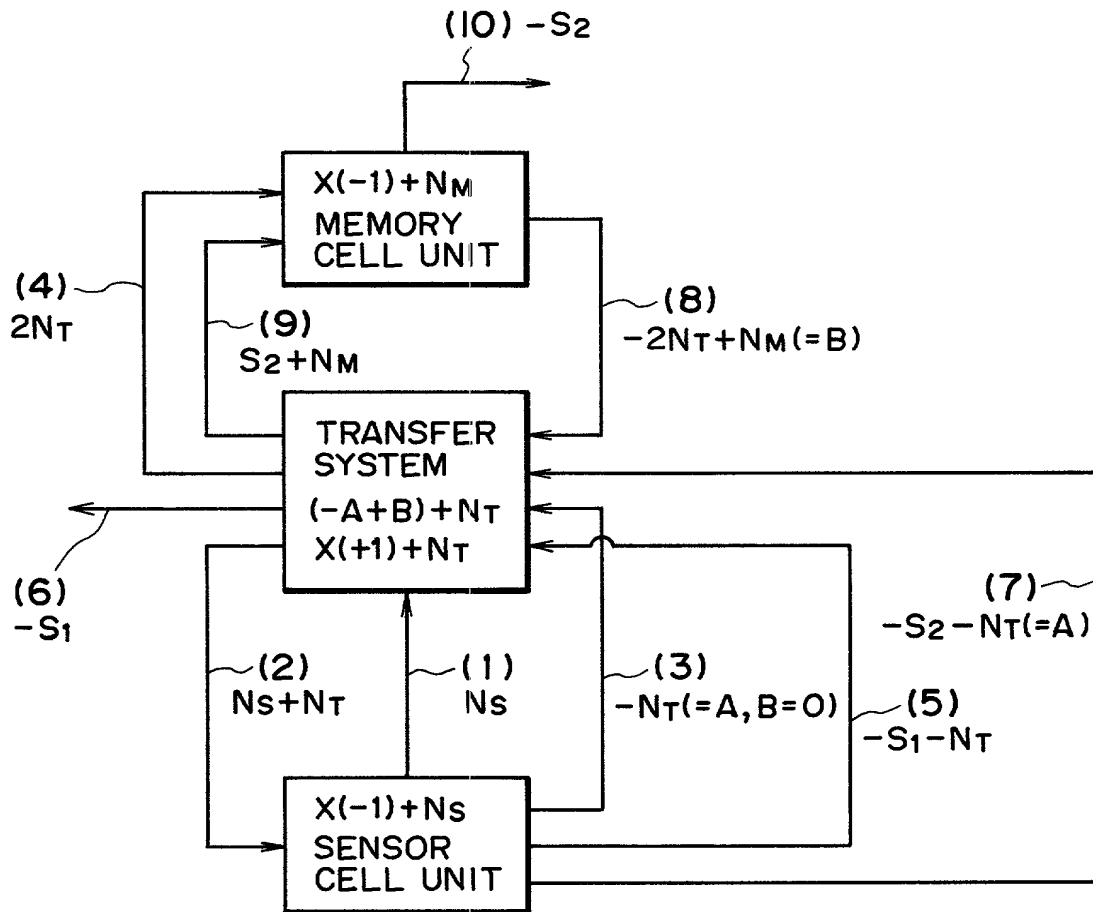 (10) -S2
X(-1)+NM
MEMORY
CELL UNIT
(4)
2NT
(9)
S2+NM
(8)
-2NT+NM(=B)
TRANSFER
SYSTEM
(-A+B)+NT
X(+1)+NT
(6)
-S1
(7)
-S2-NT(=A)
(2)
NS+NT
(1)
NS
(3)
-NT(=A, B=0)
(5)
-S1-NT
X(-1)+NS
SENSOR
CELL UNIT